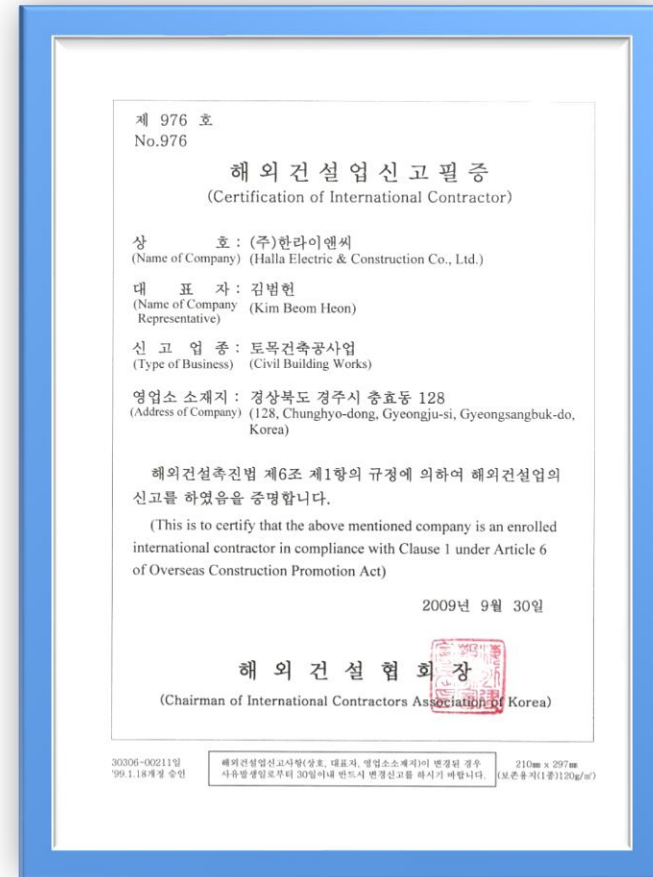 제 976 호
No.976
해외건설업신고필증
(Certification of International Contractor)
상 호 : (주)한라이앤씨
(Name of Company) (Halla Electric & Construction Co., Ltd.)
대 표 자 : 김범헌
(Name of Company Representative) (Kim Beom Heon)
신 고 업 종 : 토목건축공사업
(Type of Business) (Civil Building Works)
영업소 소재지 : 경상북도 경주시 충효동 128
(Address of Company) (128, Chunghyo-dong, Gyeongju-si, Gyeongsangbuk-do,
Korea)
해외건설촉진법 제6조 제1항의 규정에 의하여 해외건설업의
신고를 하였음을 증명합니다.
(This is to certify that the above mentioned company is an enrolled
international contractor in compliance with Clause 1 under Article 6
of Overseas Construction Promotion Act)
2009년 9월 30일
해 외 건 설 협 회 장
(Chairman of International Contractors Association of Korea)
30306-00211일
'99.1.18개정 승인
해외건설업신고사항(상호, 대표자, 영업소소재지)이 변경된 경우
사유발생일로부터 30일이내 반드시 변경신고를 하시기 바랍니다.
210㎜ x 297㎜
(보존용지(1종)120g/㎡)